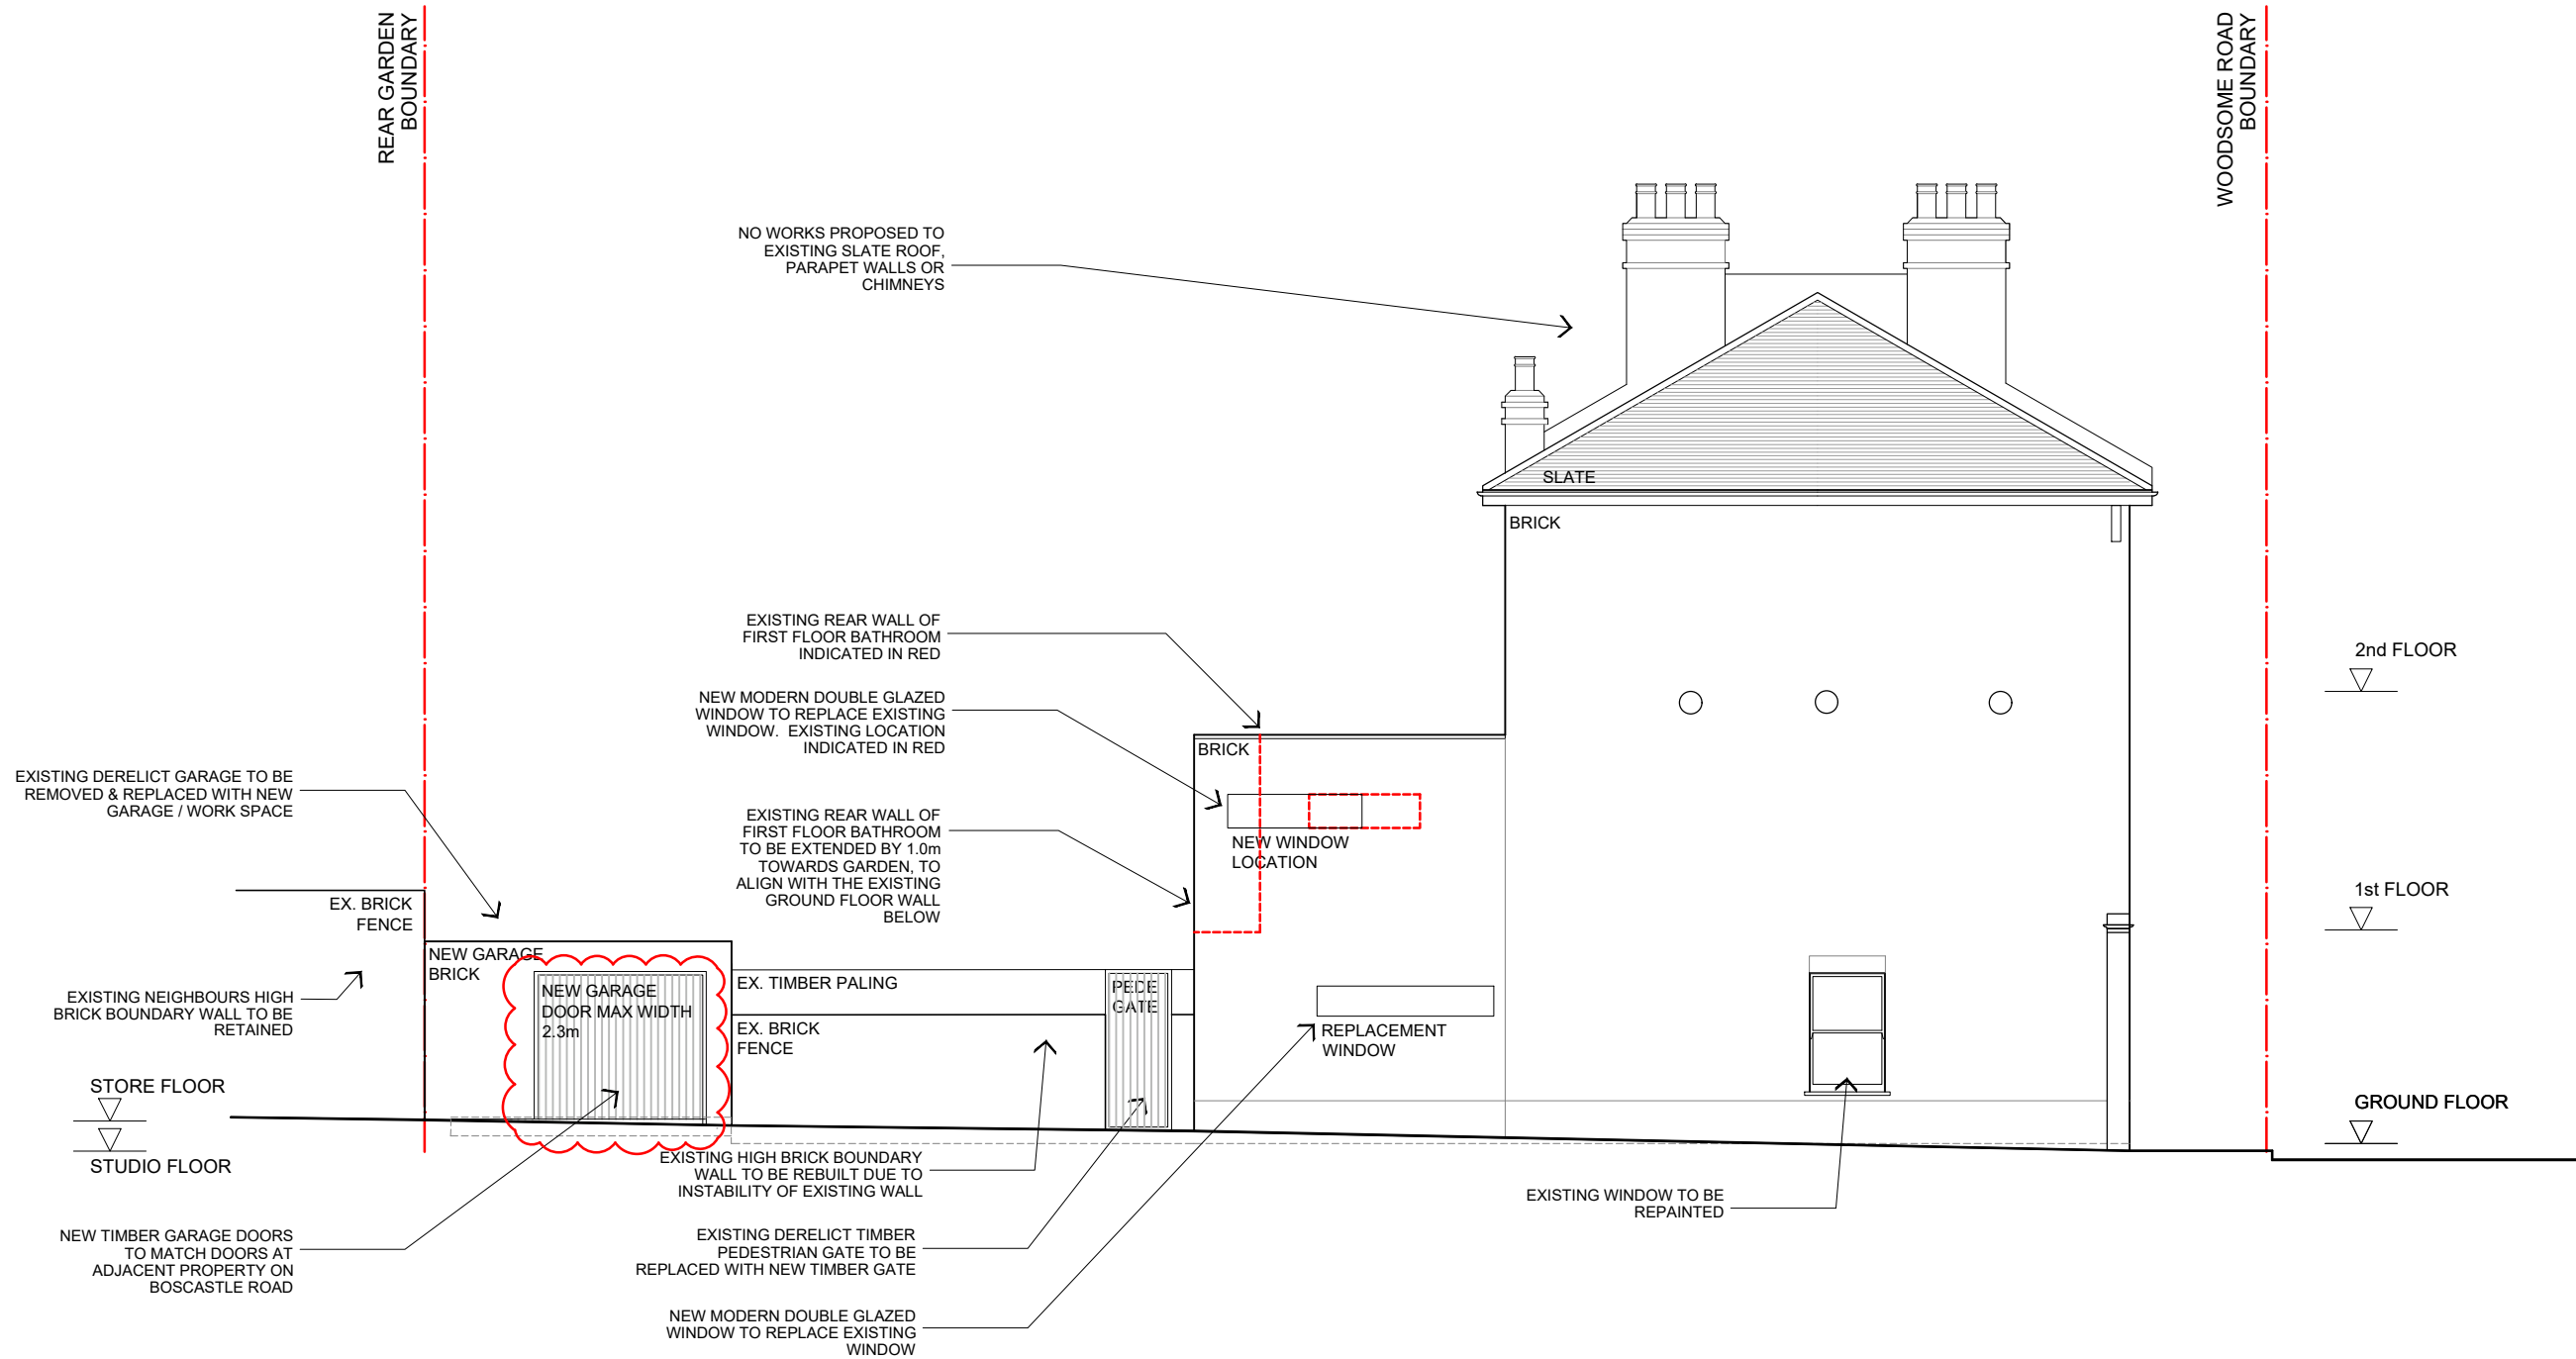 REAR GARDEN
BOUNDARY
WOODSOME ROAD
BOUNDARY
NO WORKS PROPOSED TO
EXISTING SLATE ROOF,
PARAPET WALLS OR
CHIMNEYS
SLATE
BRICK
EXISTING REAR WALL OF
FIRST FLOOR BATHROOM
INDICATED IN RED
2nd FLOOR
NEW MODERN DOUBLE GLAZED
WINDOW TO REPLACE EXISTING
WINDOW. EXISTING LOCATION
INDICATED IN RED
BRICK
EXISTING DERELICT GARAGE TO BE
REMOVED & REPLACED WITH NEW
GARAGE / WORK SPACE
EXISTING REAR WALL OF
FIRST FLOOR BATHROOM
TO BE EXTENDED BY 1.0m
TOWARDS GARDEN, TO
ALIGN WITH THE EXISTING
GROUND FLOOR WALL
BELOW
NEW WINDOW
LOCATION
1st FLOOR
EX. BRICK
FENCE
NEW GARAGE
BRICK
EXISTING NEIGHBOURS HIGH
BRICK BOUNDARY WALL TO BE
RETAINED
NEW GARAGE
DOOR MAX WIDTH
2.3m
EX. TIMBER PALING
EX. BRICK
FENCE
PEDE
GATE
REPLACEMENT
WINDOW
STORE FLOOR
STUDIO FLOOR
GROUND FLOOR
EXISTING HIGH BRICK BOUNDARY
WALL TO BE REBUILT DUE TO
INSTABILITY OF EXISTING WALL
EXISTING WINDOW TO BE
REPAINTED
NEW TIMBER GARAGE DOORS
TO MATCH DOORS AT
ADJACENT PROPERTY ON
BOSCASTLE ROAD
EXISTING DERELICT TIMBER
PEDESTRIAN GATE TO BE
REPLACED WITH NEW TIMBER GATE
NEW MODERN DOUBLE GLAZED
WINDOW TO REPLACE EXISTING
WINDOW